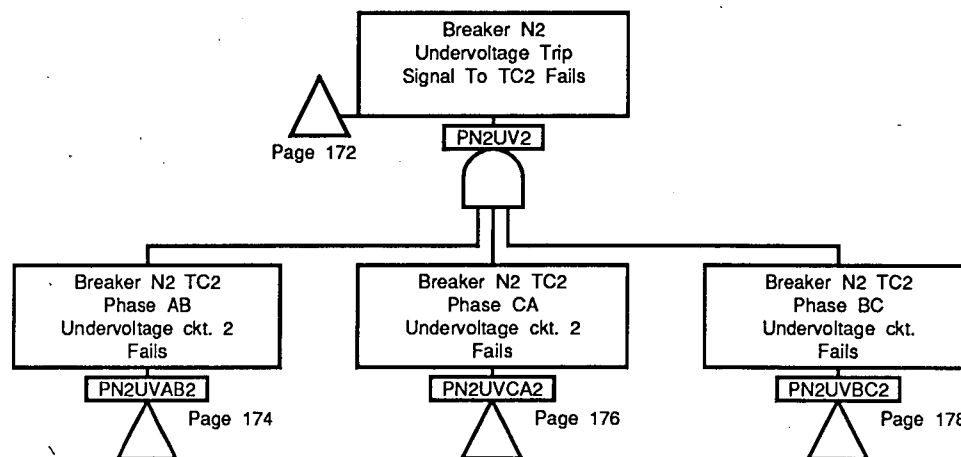 Breaker N2
Undervoltage Trip
Signal To TC2 Fails
PN2UV2
Page 172
Breaker N2 TC2
Phase AB
Undervoltage ckt. 2
Fails
PN2UVAB2
Page 174
Breaker N2 TC2
Phase CA
Undervoltage ckt. 2
Fails
PN2UVCA2
Page 176
Breaker N2 TC2
Phase BC
Undervoltage ckt.
Fails
PN2UVBC2
Page 178